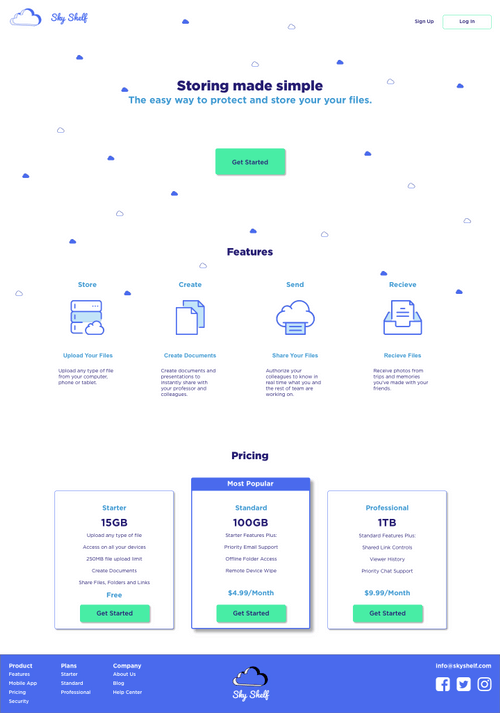 Sky Shelf
Sign Up
Log In
Storing made simple
The easy way to protect and store your your files.
Get Started
Features
Store
Create
Send
Recieve
Upload Your Files
Create Documents
Share Your Files
Recieve Files
Upload any type of file
from your computer,
phone or tablet.
Create documents and
presentations to
instantly share with
your professor and
colleagues.
Authorize your
colleagues to know in
real time what you and
the rest of team are
working on.
Receive photos from
trips and memories
you've made with your
friends.
Pricing
Starter
15GB
Upload any type of file
Access on all your devices
250MB file upload limit
Create Documents
Share Files, Folders and Links
Free
Get Started
Most Popular
Standard
100GB
Starter Features Plus:
Priority Email Support
Offline Folder Access
Remote Device Wipe
$4.99/Month
Get Started
Professional
1TB
Standard Features Plus:
Shared Link Controls
Viewer History
Priority Chat Support
$9.99/Month
Get Started
Product
Features
Mobile App
Pricing
Security
Plans
Starter
Standard
Professional
Company
About Us
Blog
Help Center
Sky Shelf
info@skyshelf.com